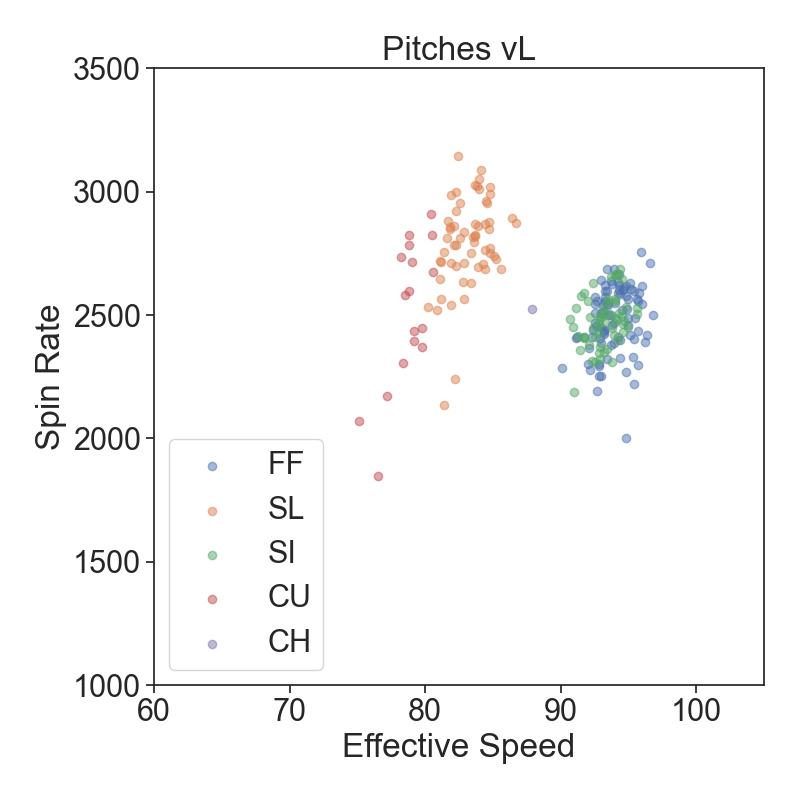 Pitches vL
3500
3000
2500
2000
1500
1000
Spin Rate
FF
SL
SI
CU
CH
60 70 80 90 100
Effective Speed